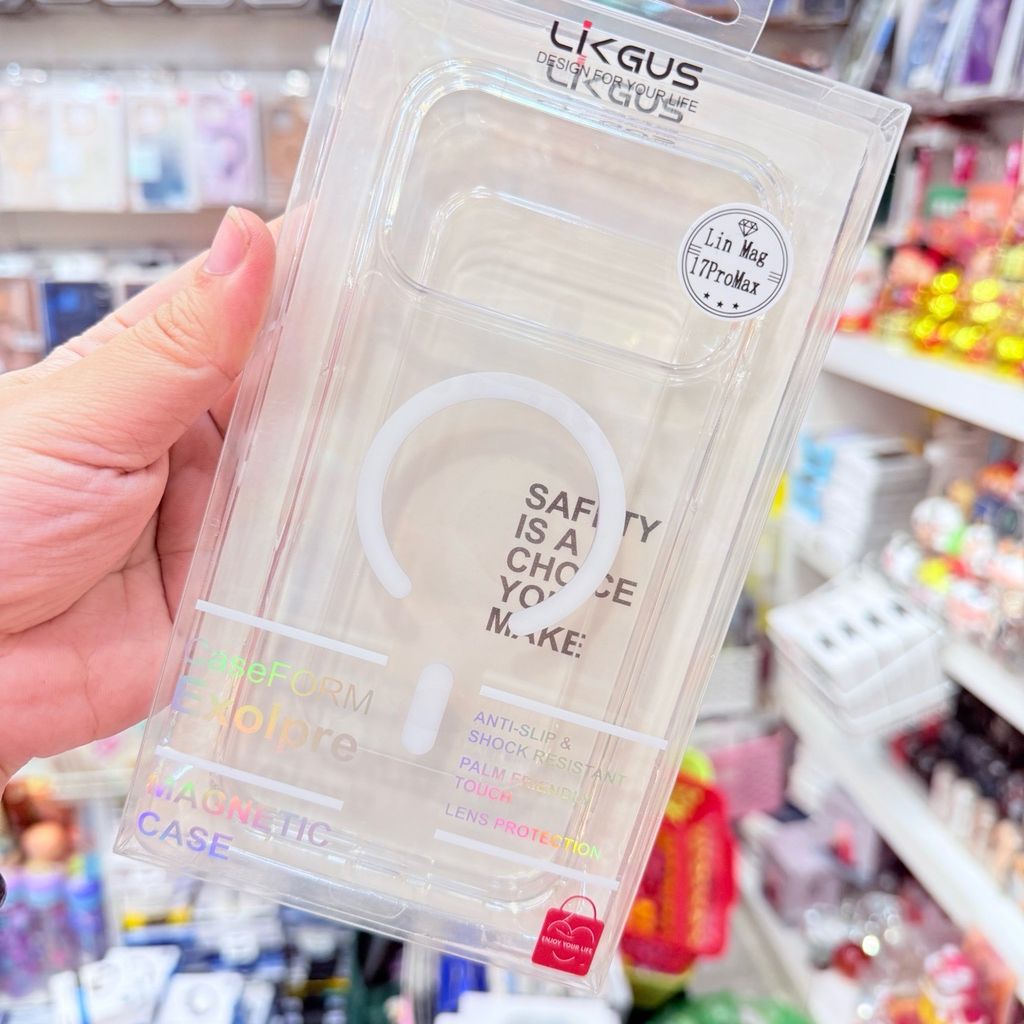 LIKGUS
DESIGN FOR YOUR LIFE
LIKGUS
Lin Mag
17ProMax
SAFETY
IS A
CHOICE
YOU
MAKE
CaseFORM
Exolpre
MAGNETIC
CASE
ANTI-SLIP &
SHOCK RESISTANT
PALM FRIENDLY
TOUCH
LENS PROTECTION
ENJOY YOUR LIFE